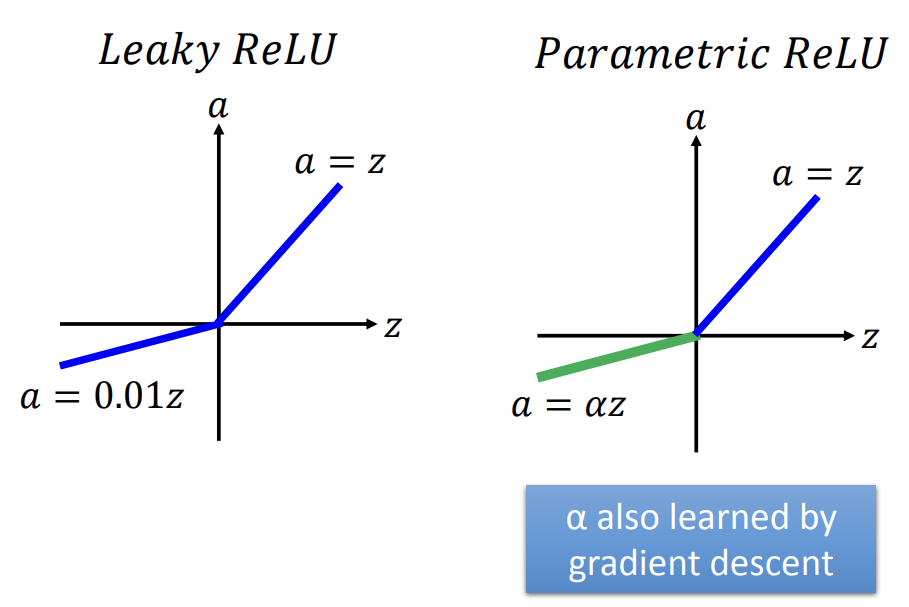 Leaky ReLU
a
a = z
z
a = 0.01z
Parametric ReLU
a
a = z
z
a = αz
α also learned by
gradient descent